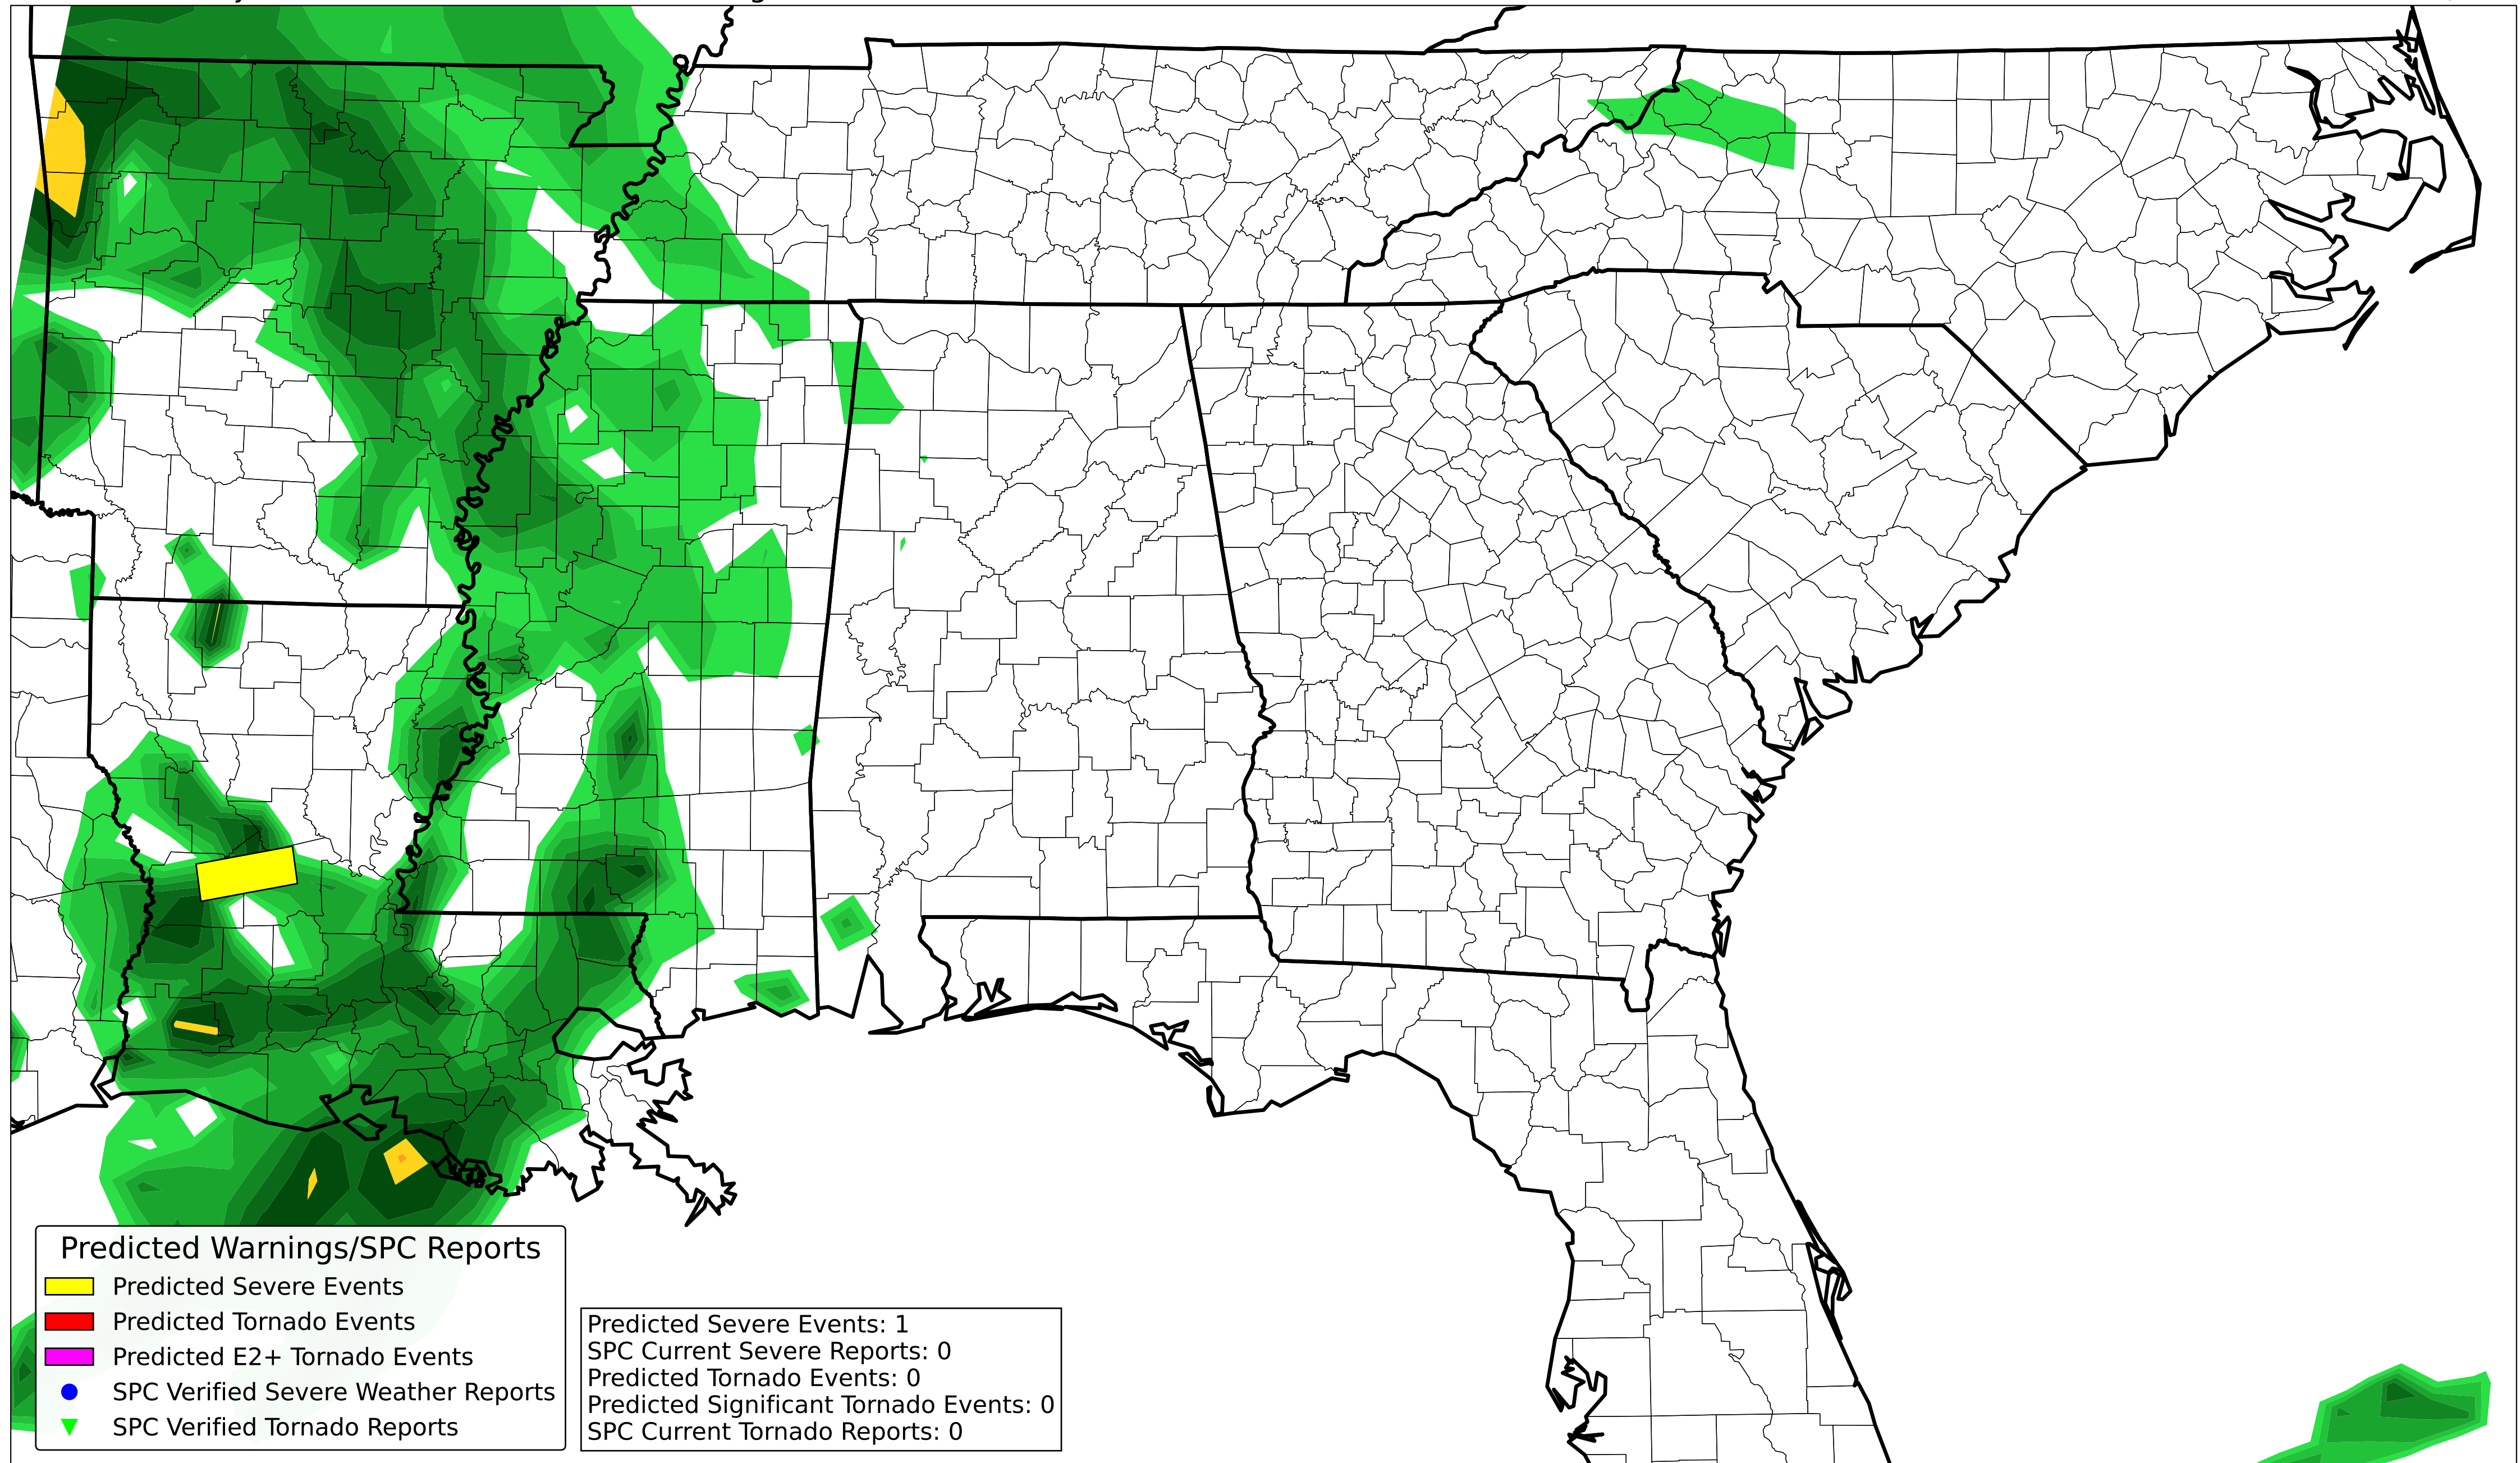 Predicted Warnings/SPC Reports
Predicted Severe Events
Predicted Tornado Events
Predicted E2+ Tornado Events
SPC Verified Severe Weather Reports
SPC Verified Tornado Reports
Predicted Severe Events: 1
SPC Current Severe Reports: 0
Predicted Tornado Events: 0
Predicted Significant Tornado Events: 0
SPC Current Tornado Reports: 0